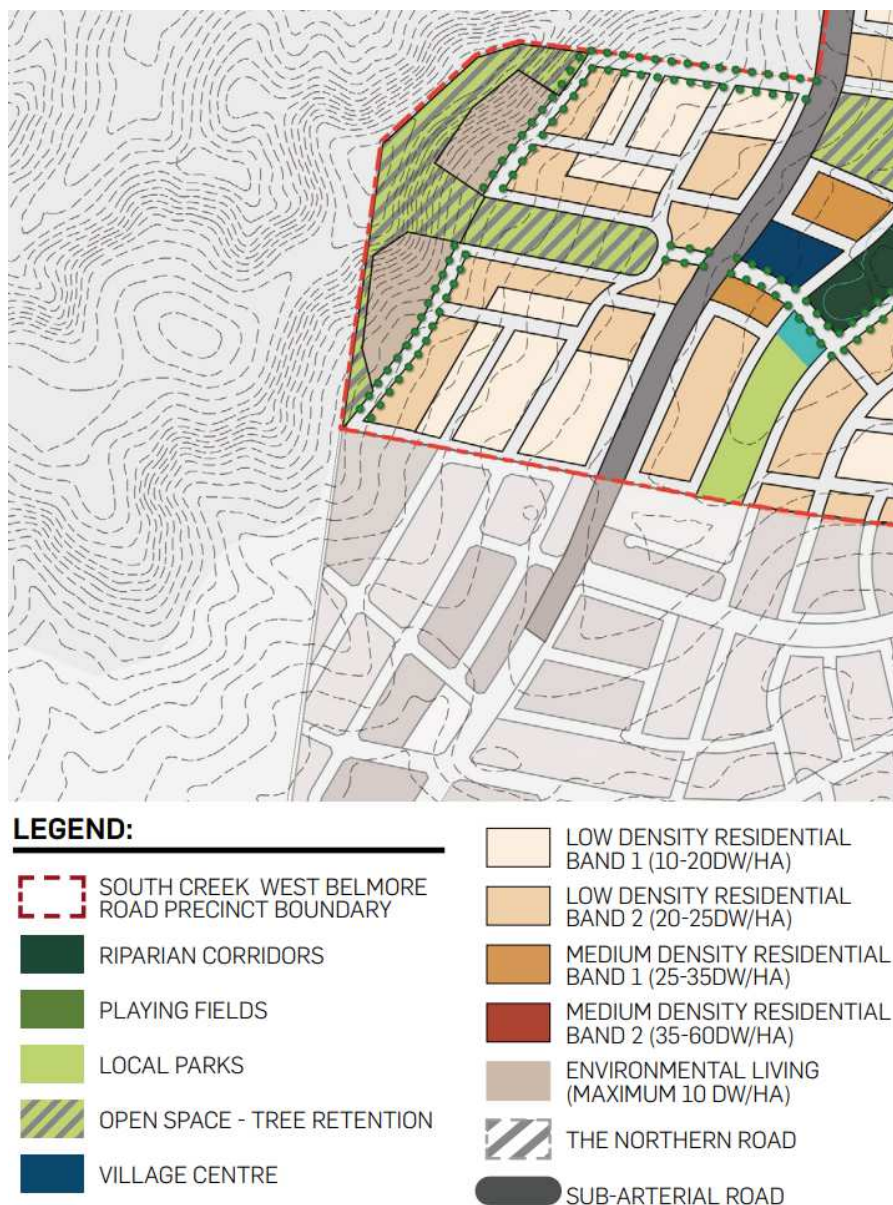 LEGEND:
SOUTH CREEK WEST BELMORE
ROAD PRECINCT BOUNDARY
RIPARIAN CORRIDORS
PLAYING FIELDS
LOCAL PARKS
OPEN SPACE - TREE RETENTION
VILLAGE CENTRE
LOW DENSITY RESIDENTIAL
BAND 1 (10-20DW/HA)
LOW DENSITY RESIDENTIAL
BAND 2 (20-25DW/HA)
MEDIUM DENSITY RESIDENTIAL
BAND 1 (25-35DW/HA)
MEDIUM DENSITY RESIDENTIAL
BAND 2 (35-60DW/HA)
ENVIRONMENTAL LIVING
(MAXIMUM 10 DW/HA)
THE NORTHERN ROAD
SUB-ARTERIAL ROAD